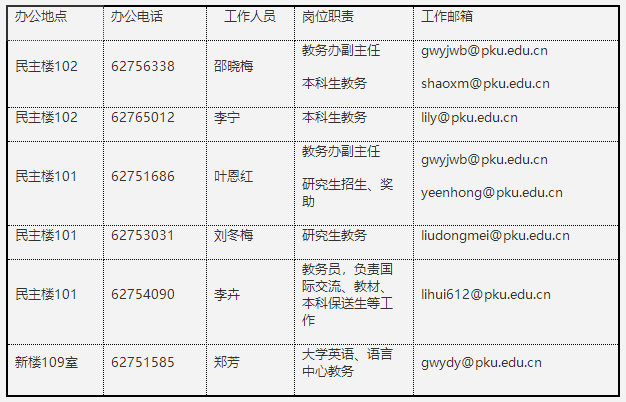 办公地点 办公电话 工作人员 岗位职责 工作邮箱
民主楼102 62756338 邵晓梅 教务办副主任 gwyjwb@pku.edu.cn
本科生教务 shaoxm@pku.edu.cn
民主楼102 62765012 李宁 本科生教务 lily@pku.edu.cn
民主楼101 62751686 叶恩红 教务办副主任 gwyjwb@pku.edu.cn
研究生招生、奖 yeenhong@pku.edu.cn
助
民主楼101 62753031 刘冬梅 研究生教务 liudongmei@pku.edu.cn
民主楼101 62754090 李卉 教务员，负责国 lihui612@pku.edu.cn
际交流、教材、
本科保送生等工
作
新楼109室 62751585 郑芳 大学英语、语言 gwydy@pku.edu.cn
中心教务